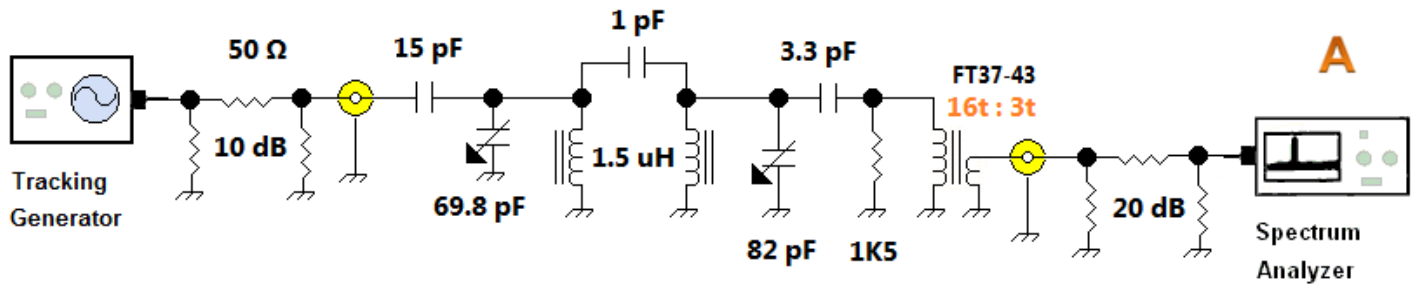 1 pF
50 Ω
15 pF
3.3 pF
A
FT37-43
16t : 3t
10 dB
1.5 uH
Tracking
Generator
69.8 pF
82 pF
1K5
20 dB
Spectrum
Analyzer